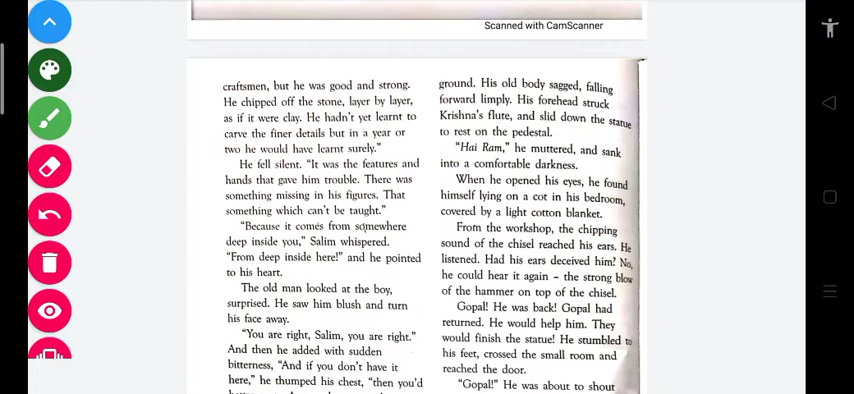 Scanned with CamScanner
craftsmen, but he was good and strong.
He chipped off the stone, layer by layer,
as if it were clay. He hadn't yet learnt to
carve the finer details but in a year or
two he would have learnt surely."
He fell silent. "It was the features and
hands that gave him trouble. There was
something missing in his figures. That
something which can't be taught."
"Because it comes from somewhere
deep inside you," Salim whispered.
"From deep inside here!" and he pointed
to his heart.
The old man looked at the boy,
surprised. He saw him blush and turn
his face away.
"You are right, Salim, you are right."
And then he added with sudden
bitterness, "And if you don't have it
here," he thumped his chest, "then you'd
ground. His old body sagged, falling
forward limply. His forehead struck
Krishna's flute, and slid down the statue
to rest on the pedestal.
"Hai Ram," he muttered, and sank
into a comfortable darkness.
When he opened his eyes, he found
himself lying on a cot in his bedroom,
covered by a light cotton blanket.
From the workshop, the chipping
sound of the chisel reached his ears. He
listened. Had his ears deceived him? No,
he could hear it again – the strong blow
of the hammer on top of the chisel.
Gopal! He was back! Gopal had
returned. He would help him. They
would finish the statue! He stumbled to
his feet, crossed the small room and
reached the door.
"Gopal!" He was about to shout